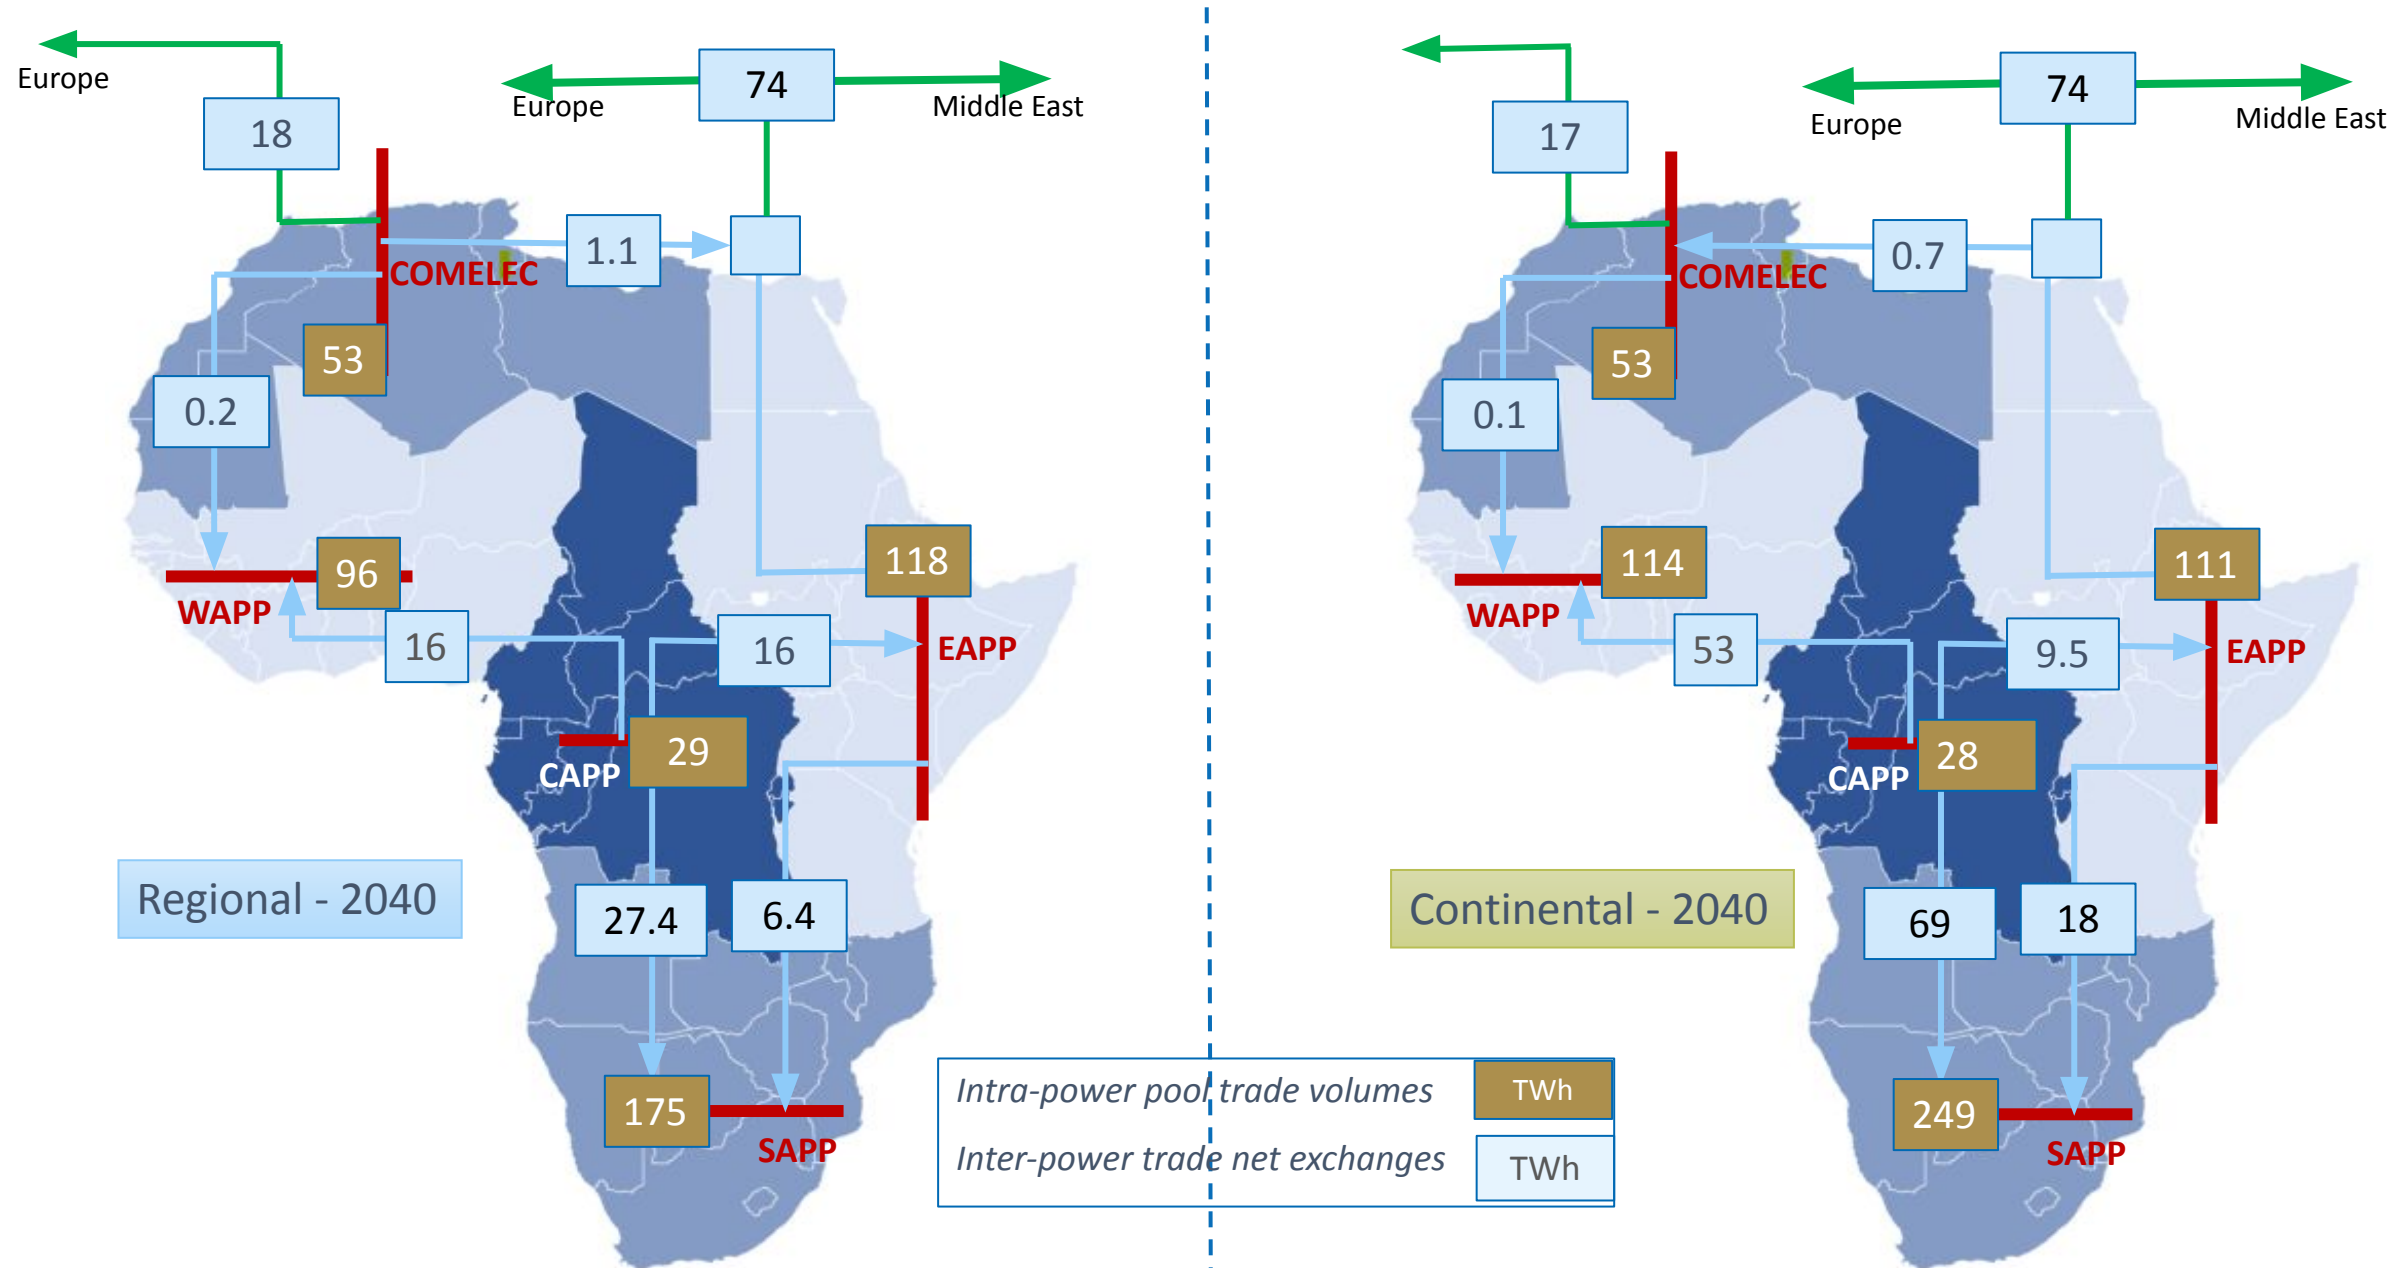 Europe
18
74
Europe
Middle East
1.1
COMELEC
53
0.2
96
WAPP
16
118
16
EAPP
29
CAPP
Regional - 2040
27.4
6.4
175
SAPP
17
74
Europe
Middle East
0.7
COMELEC
53
0.1
114
WAPP
53
111
9.5
EAPP
28
CAPP
Continental - 2040
69
18
249
SAPP
Intra-power pool trade volumes
TWh
Inter-power trade net exchanges
TWh